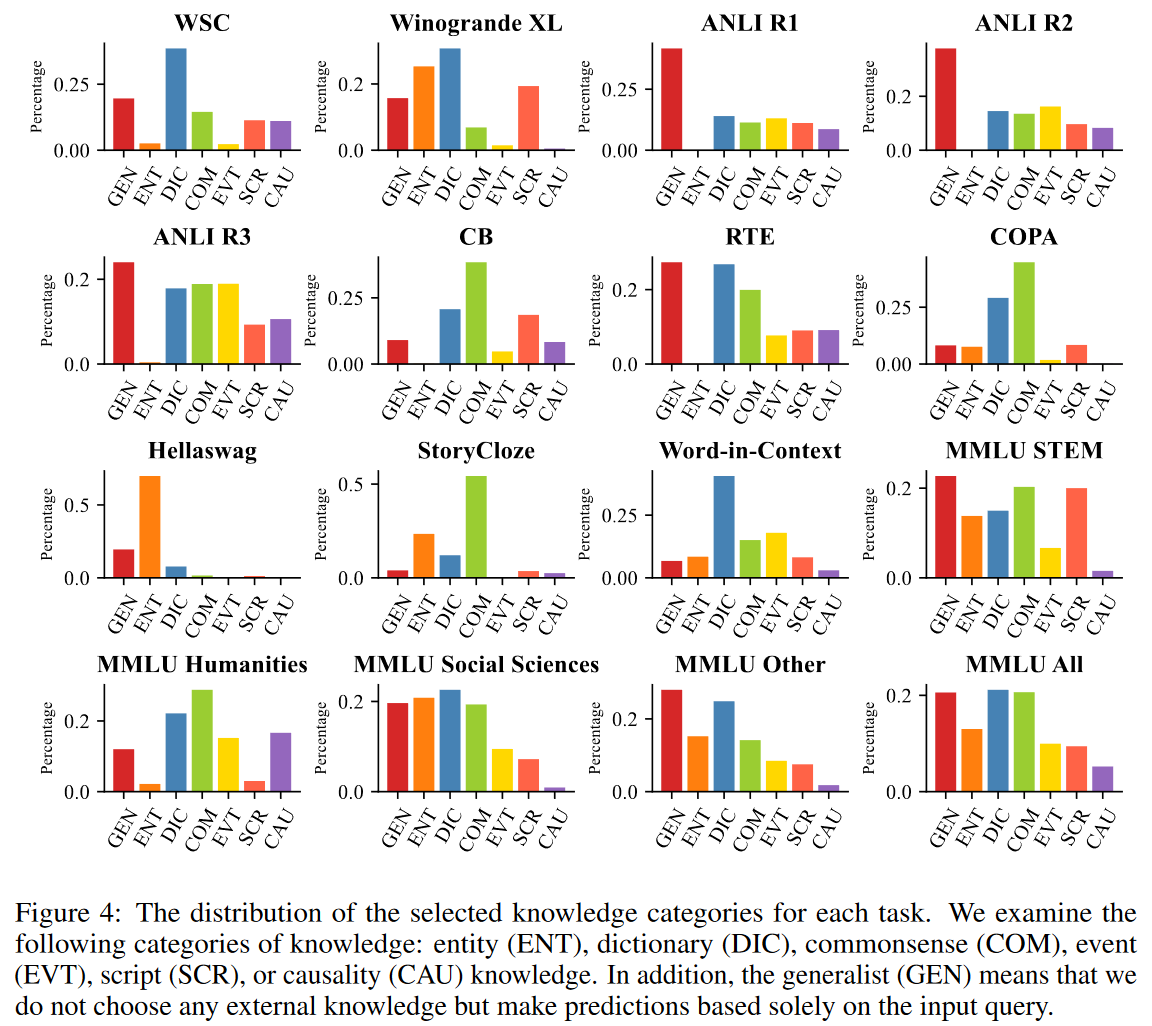 WSC
Percentage
0.25
0.00
GEN ENT DIC COM EVT SCR CAU
Winogrande XL
Percentage
0.2
0.0
GEN ENT DIC COM EVT SCR CAU
ANLI R1
Percentage
0.25
0.00
GEN ENT DIC COM EVT SCR CAU
ANLI R2
Percentage
0.2
0.0
GEN ENT DIC COM EVT SCR CAU
ANLI R3
Percentage
0.2
0.0
GEN ENT DIC COM EVT SCR CAU
CB
Percentage
0.25
0.00
GEN ENT DIC COM EVT SCR CAU
RTE
Percentage
0.2
0.0
GEN ENT DIC COM EVT SCR CAU
COPA
Percentage
0.25
0.00
GEN ENT DIC COM EVT SCR CAU
Hellaswag
Percentage
0.5
0.0
GEN ENT DIC COM EVT SCR CAU
StoryCloze
Percentage
0.5
0.0
GEN ENT DIC COM EVT SCR CAU
Word-in-Context
Percentage
0.25
0.00
GEN ENT DIC COM EVT SCR CAU
MMLU STEM
Percentage
0.2
0.0
GEN ENT DIC COM EVT SCR CAU
MMLU Humanities
Percentage
0.2
0.0
GEN ENT DIC COM EVT SCR CAU
MMLU Social Sciences
Percentage
0.2
0.0
GEN ENT DIC COM EVT SCR CAU
MMLU Other
Percentage
0.2
0.0
GEN ENT DIC COM EVT SCR CAU
MMLU All
Percentage
0.2
0.0
GEN ENT DIC COM EVT SCR CAU
Figure 4: The distribution of the selected knowledge categories for each task. We examine the
following categories of knowledge: entity (ENT), dictionary (DIC), commonsense (COM), event
(EVT), script (SCR), or causality (CAU) knowledge. In addition, the generalist (GEN) means that we
do not choose any external knowledge but make predictions based solely on the input query.